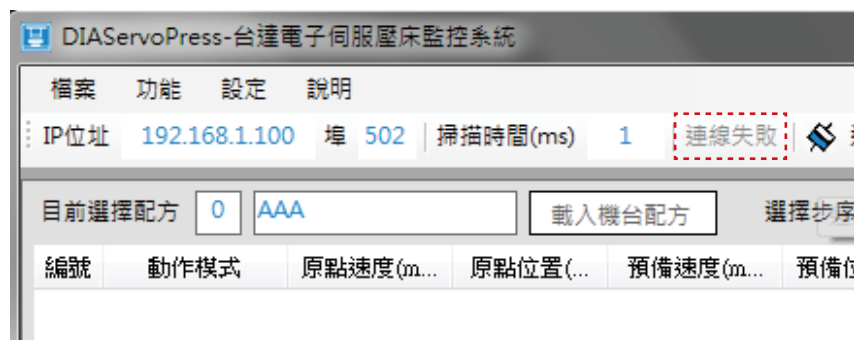 DIAServoPress-台達電子伺服壓床監控系統
檔案 功能 設定 說明
IP位址 192.168.1.100 埠 502 掃描時間(ms) 1 連線失敗
目前選擇配方 0 AAA 載入機台配方 選擇步序
編號 動作模式 原點速度(m... 原點位置(... 預備速度(m... 預備位